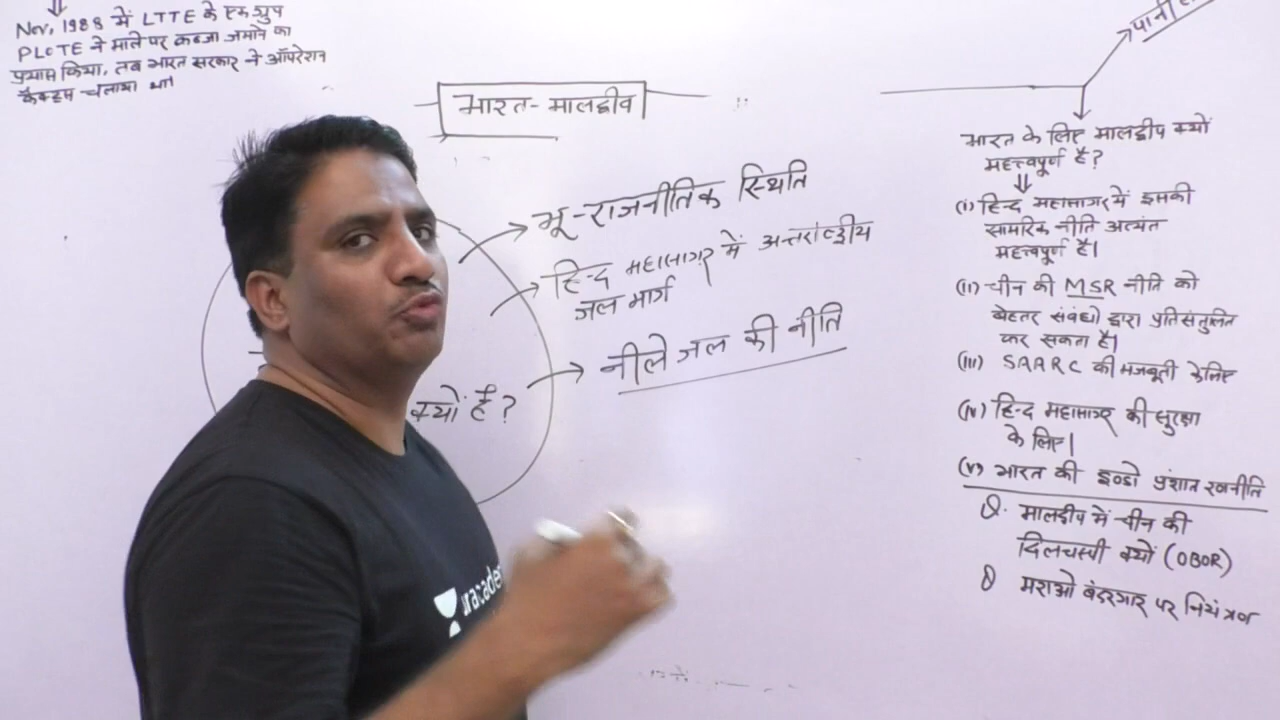 Nov, 1988 में LTTE के एक ग्रुप
PLOTE ने माले पर कब्जा जमाने का
प्रयास किया, तब भारत सरकार ने ऑपरेशन
कैक्टस चलाया था।
भारत-मालद्वीव
भू-राजनीतिक स्थिति
हिन्द महासागर में अन्तर्राष्ट्रीय
जल मार्ग
नीले जल की नीति
क्यों है?
पानी
भारत के लिए मालद्वीप क्यों
महत्त्वपूर्ण है?
(i) हिन्द महासागर में इसकी
सामरिक नीति अत्यंत
महत्त्वपूर्ण है।
(ii) चीन की MSR नीति को
बेहतर संबंधो द्वारा प्रतिसंतुलित
कर सकता है।
(iii) SAARC की मजबूती के लिए
(iv) हिन्द महासागर की सुरक्षा
के लिए।
(v) भारत की इण्डो प्रशांत रणनीति
Q. मालदीप में चीन की
दिलचस्पी क्यों (OBOR)
मराओ बंदरगाह पर नियंत्रण
unacade